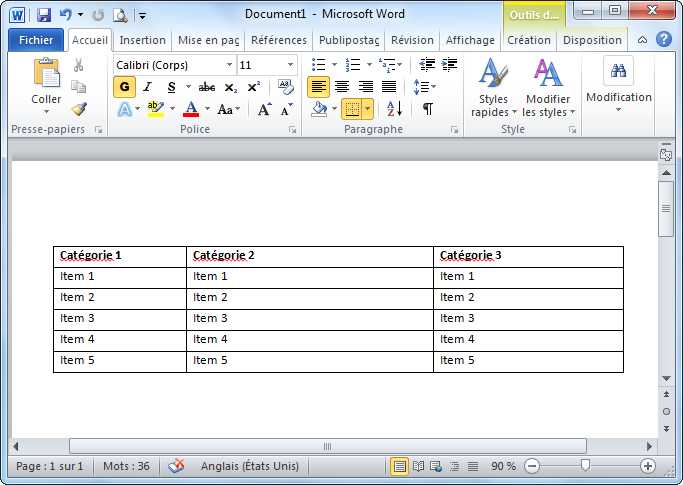 Document1 - Microsoft Word
Outils d...
Fichier Accueil Insertion Mise en pag Références Publipostag Révision Affichage Création Disposition
Calibri (Corps) 11
Coller
G I S abc x₂ x²
A ab A Aa A A
Styles rapides
Modifier les styles
Modification
Presse-papiers Police Paragraphe Style
Catégorie 1 Catégorie 2 Catégorie 3
Item 1 Item 1 Item 1
Item 2 Item 2 Item 2
Item 3 Item 3 Item 3
Item 4 Item 4 Item 4
Item 5 Item 5 Item 5
Page : 1 sur 1 Mots : 36 Anglais (États Unis) 90 %